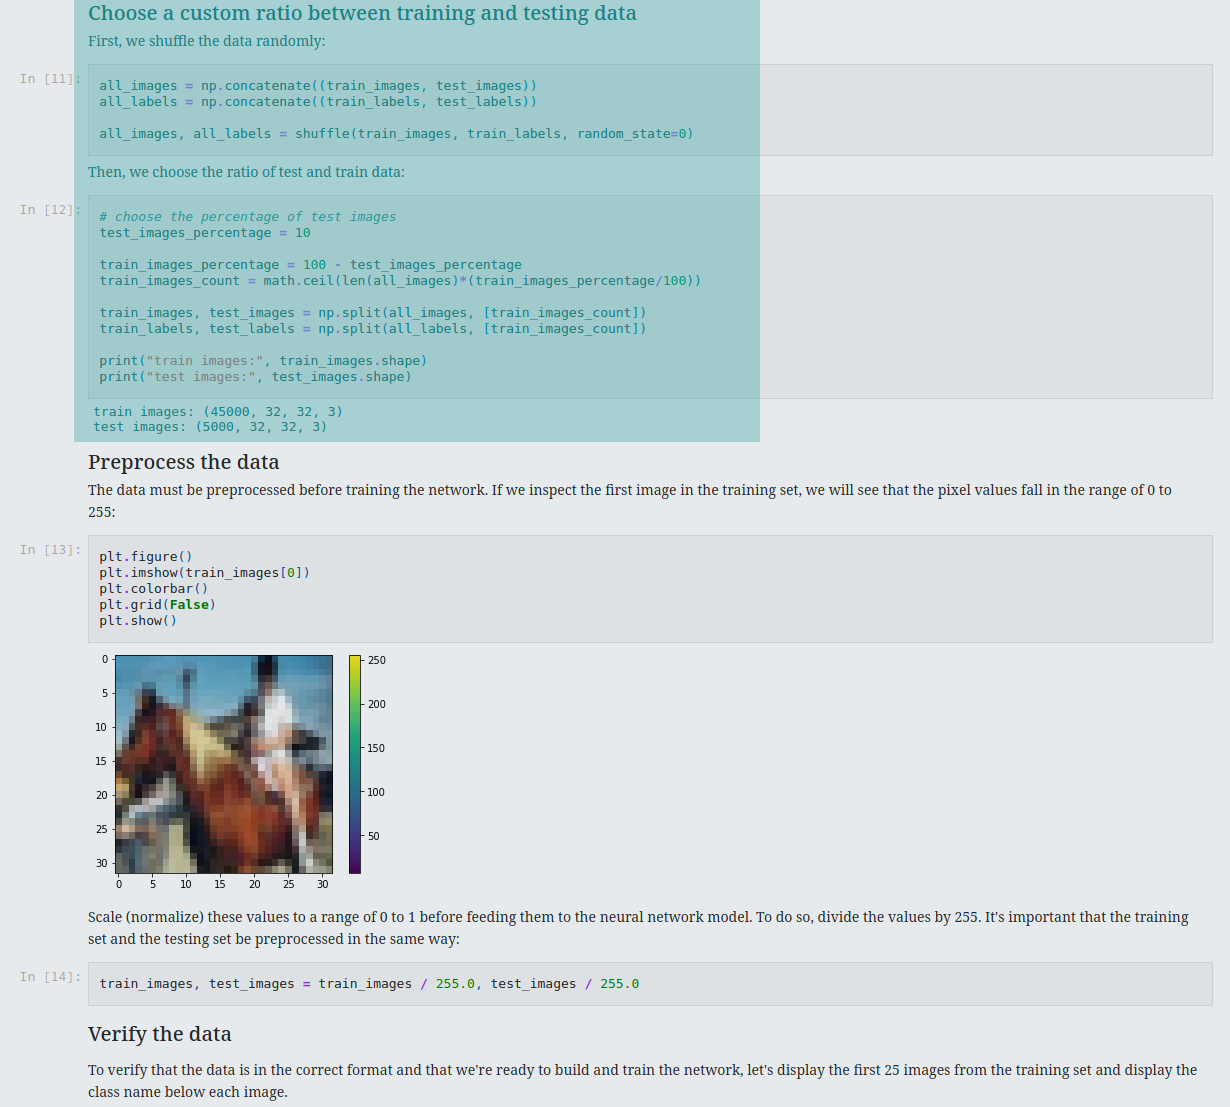 Choose a custom ratio between training and testing data
First, we shuffle the data randomly:
In [11]:
all_images = np.concatenate((train_images, test_images))
all_labels = np.concatenate((train_labels, test_labels))
all_images, all_labels = shuffle(train_images, train_labels, random_state=0)
Then, we choose the ratio of test and train data:
In [12]:
# choose the percentage of test images
test_images_percentage = 10
train_images_percentage = 100 - test_images_percentage
train_images_count = math.ceil(len(all_images)*(train_images_percentage/100))
train_images, test_images = np.split(all_images, [train_images_count])
train_labels, test_labels = np.split(all_labels, [train_images_count])
print("train images:", train_images.shape)
print("test images:", test_images.shape)
train images: (45000, 32, 32, 3)
test images: (5000, 32, 32, 3)
Preprocess the data
The data must be preprocessed before training the network. If we inspect the first image in the training set, we will see that the pixel values fall in the range of 0 to
255:
In [13]:
plt.figure()
plt.imshow(train_images[0])
plt.colorbar()
plt.grid(False)
plt.show()
0
5
10
15
20
25
30
0 5 10 15 20 25 30
250
200
150
100
50
Scale (normalize) these values to a range of 0 to 1 before feeding them to the neural network model. To do so, divide the values by 255. It's important that the training
set and the testing set be preprocessed in the same way:
In [14]:
train_images, test_images = train_images / 255.0, test_images / 255.0
Verify the data
To verify that the data is in the correct format and that we're ready to build and train the network, let's display the first 25 images from the training set and display the
class name below each image.